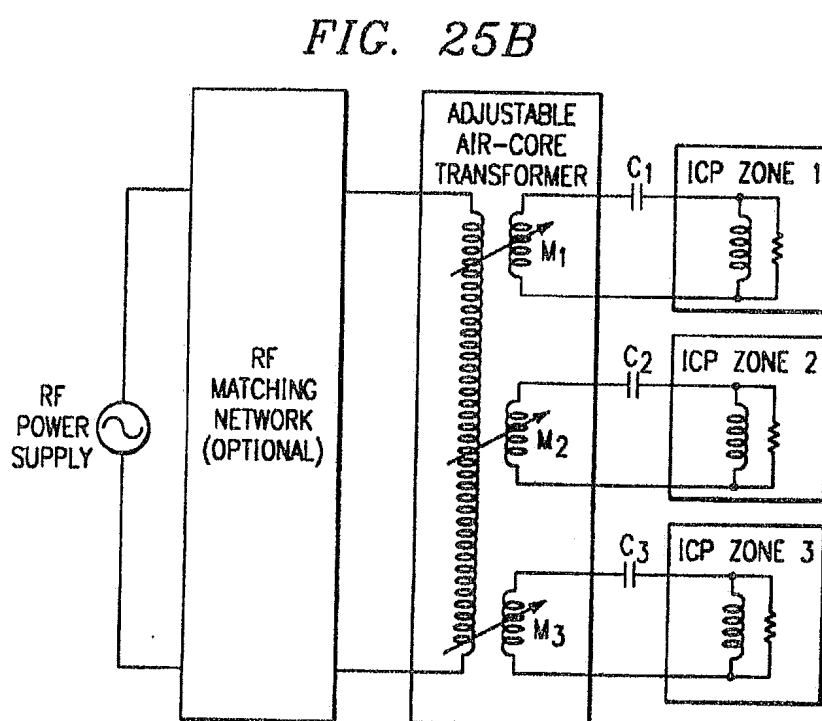 FIG. 25B
ADJUSTABLE
AIR-CORE
TRANSFORMER
C1
ICP ZONE 1
M1
RF
MATCHING
NETWORK
(OPTIONAL)
RF
POWER
SUPPLY
C2
ICP ZONE 2
M2
C3
ICP ZONE 3
M3